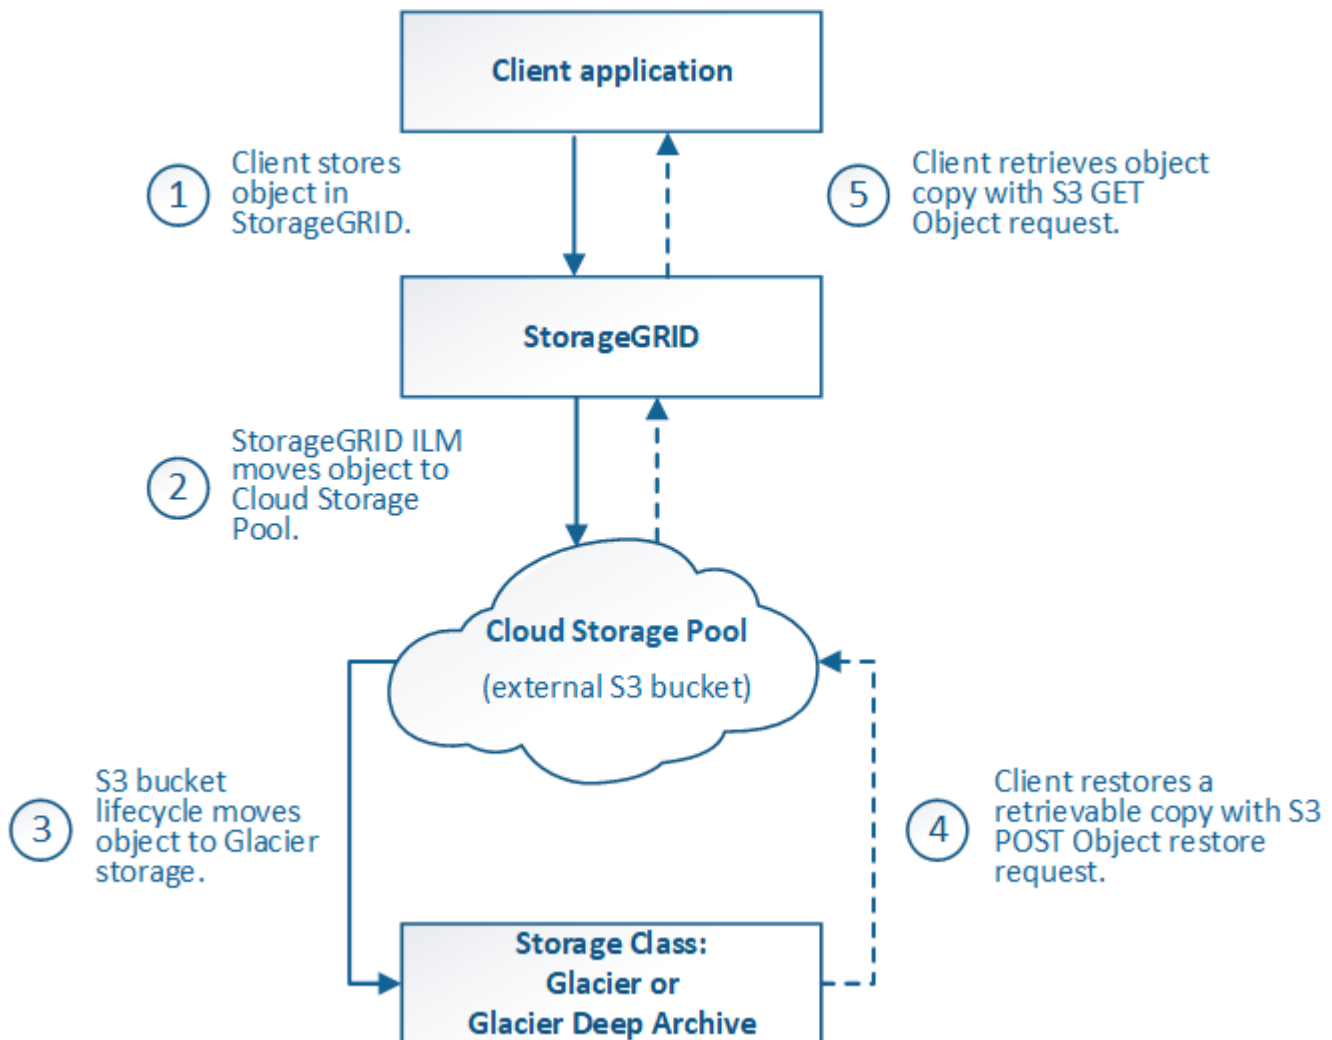 Client application
1
Client stores
object in
StorageGRID.
5
Client retrieves object
copy with S3 GET
Object request.
StorageGRID
2
StorageGRID ILM
moves object to
Cloud Storage
Pool.
Cloud Storage Pool
(external S3 bucket)
3
S3 bucket
lifecycle moves
object to Glacier
storage.
4
Client restores a
retrievable copy with S3
POST Object restore
request.
Storage Class:
Glacier or
Glacier Deep Archive